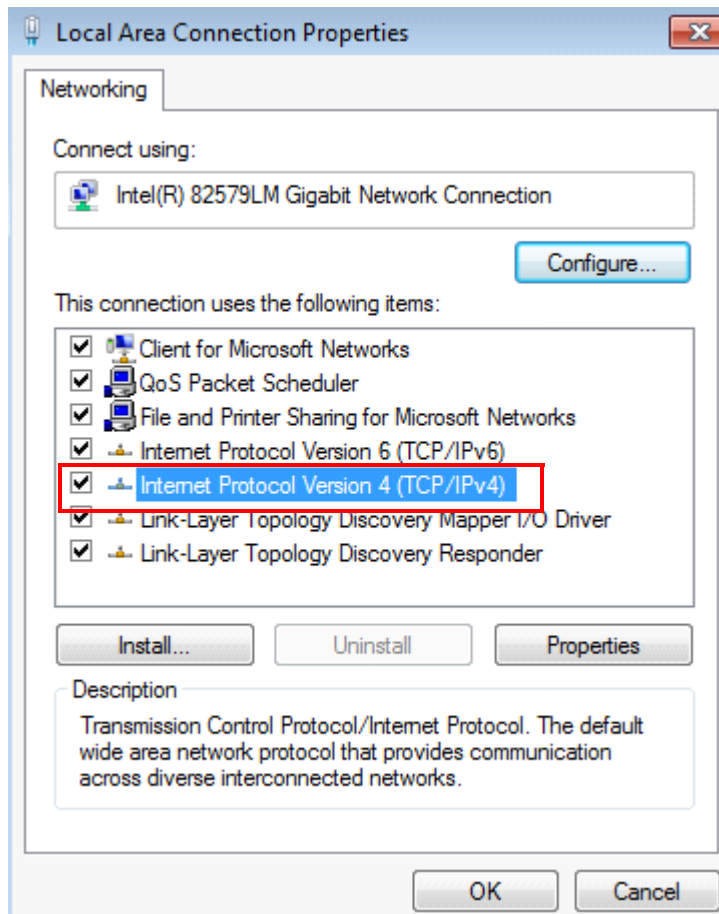 Local Area Connection Properties
Networking
Connect using:
Intel(R) 82579LM Gigabit Network Connection
Configure...
This connection uses the following items:
Client for Microsoft Networks
QoS Packet Scheduler
File and Printer Sharing for Microsoft Networks
Internet Protocol Version 6 (TCP/IPv6)
Internet Protocol Version 4 (TCP/IPv4)
Link-Layer Topology Discovery Mapper I/O Driver
Link-Layer Topology Discovery Responder
Install...
Uninstall
Properties
Description
Transmission Control Protocol/Internet Protocol. The default
wide area network protocol that provides communication
across diverse interconnected networks.
OK
Cancel